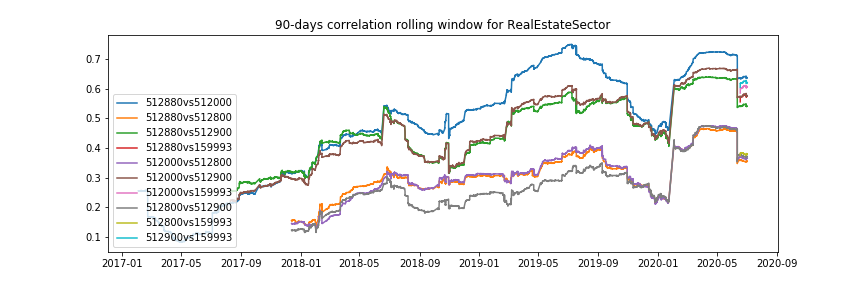 90-days correlation rolling window for RealEstateSector
0.7
0.6
0.5
0.4
0.3
0.2
0.1
512880vs512000
512880vs512800
512880vs512900
512880vs159993
512000vs512800
512000vs512900
512000vs159993
512800vs512900
512800vs159993
512900vs159993
2017-01 2017-05 2017-09 2018-01 2018-05 2018-09 2019-01 2019-05 2019-09 2020-01 2020-05 2020-09